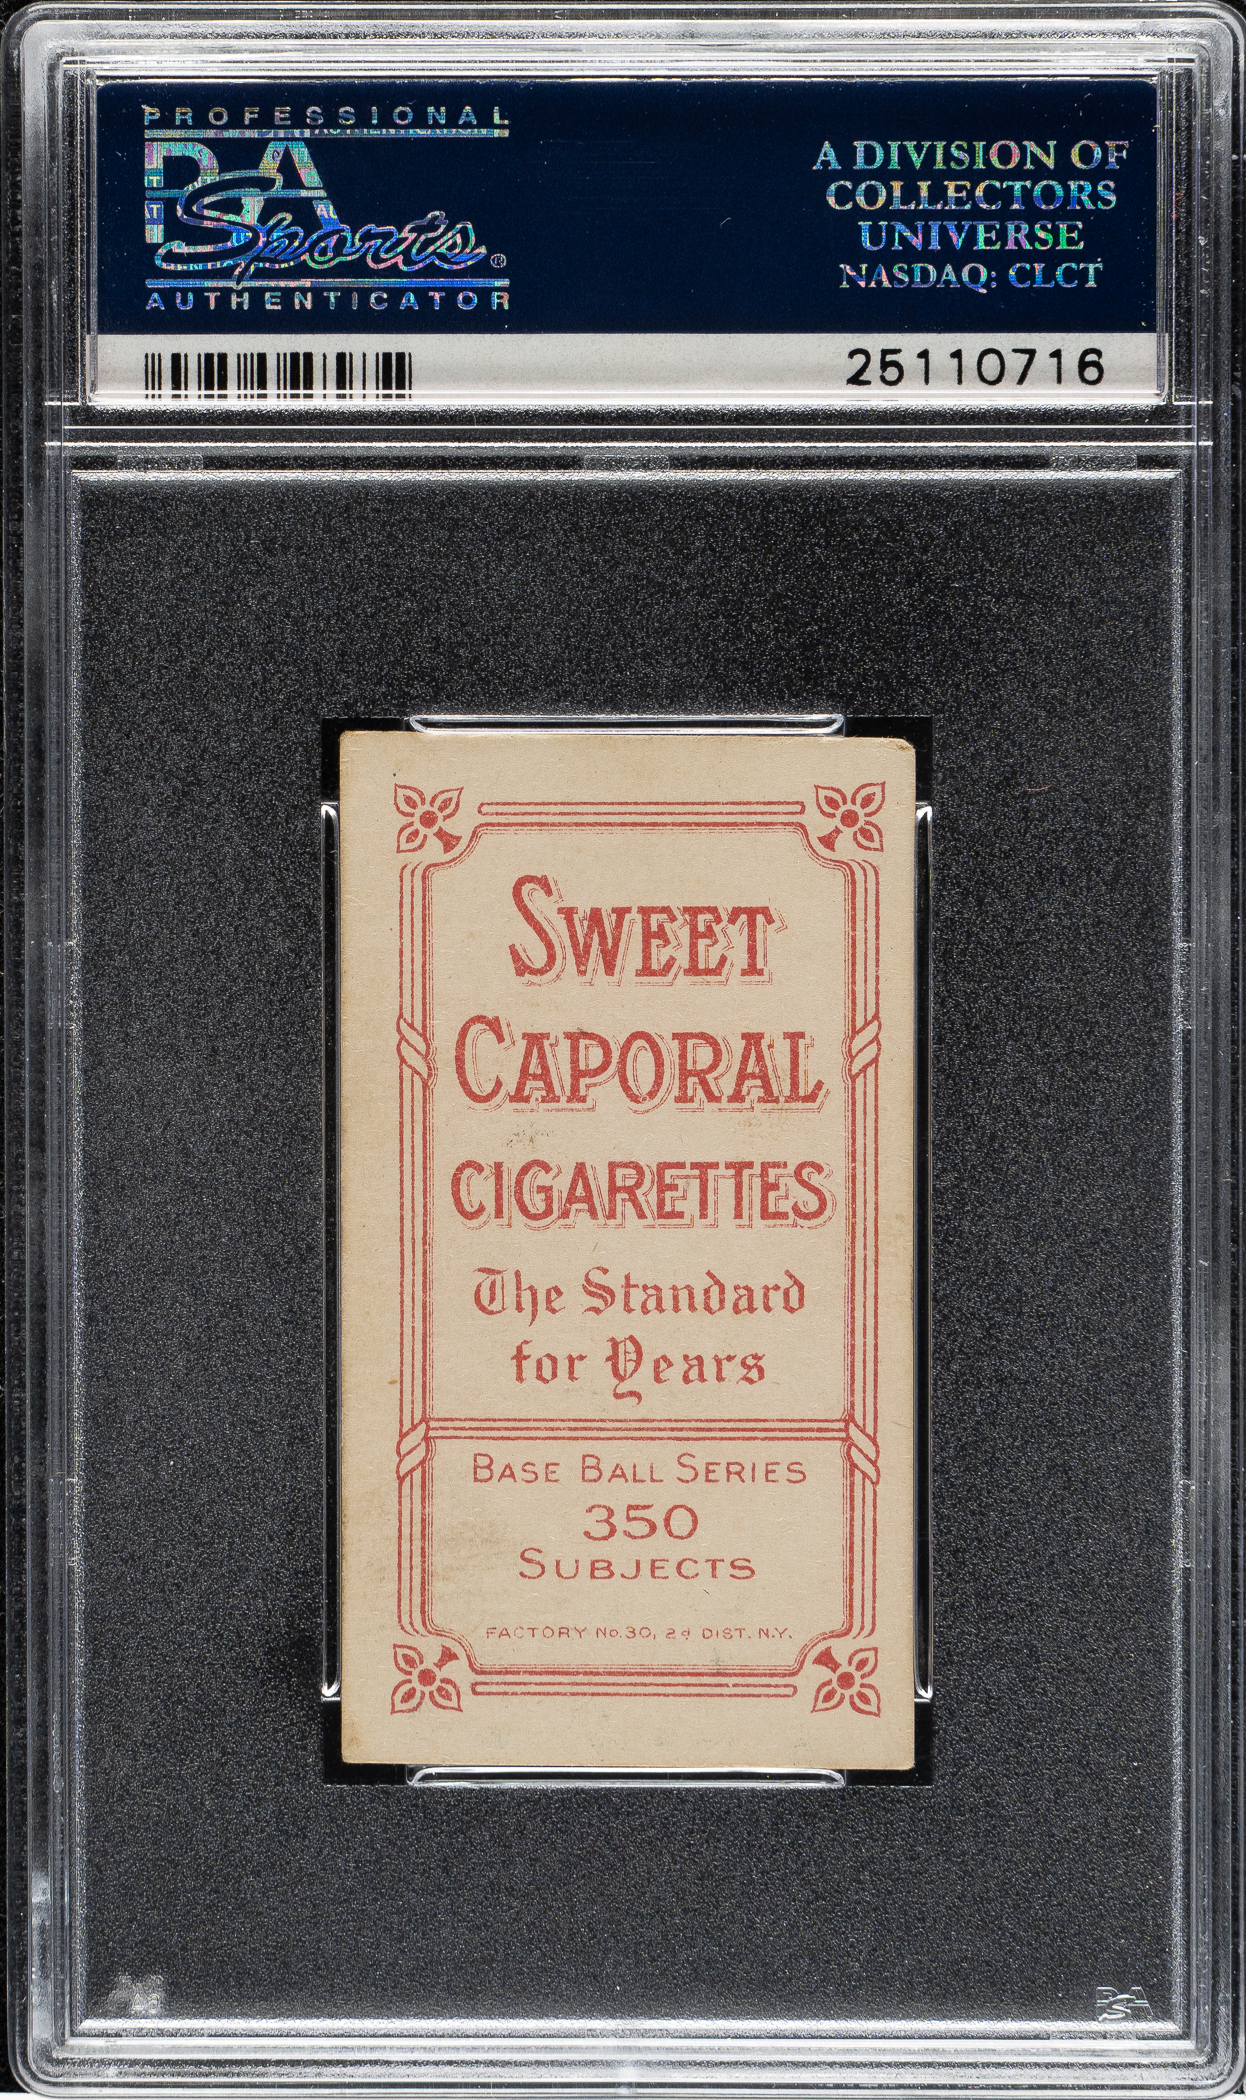 PROFESSIONAL
PSA
Sports®
AUTHENTICATOR
A DIVISION OF
COLLECTORS
UNIVERSE
NASDAQ: CLCT
25110716
SWEET
CAPORAL
CIGARETTES
The Standard
for Years
BASE BALL SERIES
350
SUBJECTS
FACTORY No. 30, 2d DIST. N.Y.
PSA